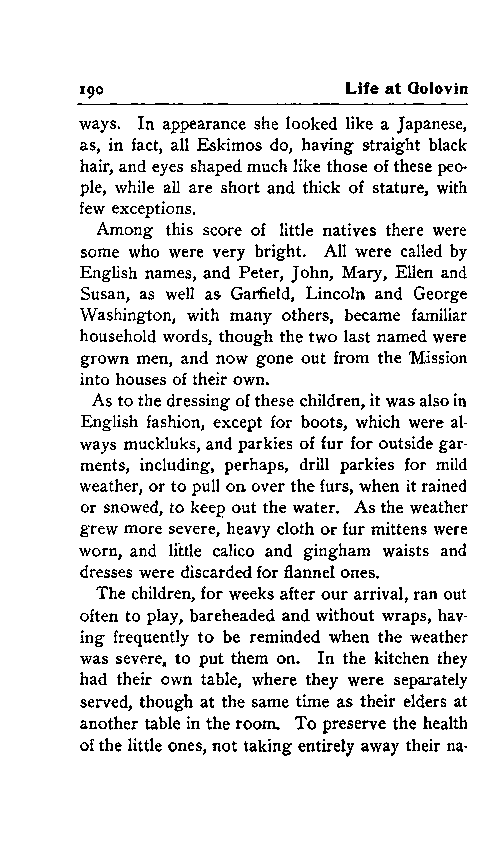 190 Life at Golovin
ways. In appearance she looked like a Japanese,
as, in fact, all Eskimos do, having straight black
hair, and eyes shaped much like those of these peo-
ple, while all are short and thick of stature, with
few exceptions.
Among this score of little natives there were
some who were very bright. All were called by
English names, and Peter, John, Mary, Ellen and
Susan, as well as Garfield, Lincoln and George
Washington, with many others, became familiar
household words, though the two last named were
grown men, and now gone out from the Mission
into houses of their own.
As to the dressing of these children, it was also in
English fashion, except for boots, which were al-
ways muckluks, and parkies of fur for outside gar-
ments, including, perhaps, drill parkies for mild
weather, or to pull on over the furs, when it rained
or snowed, to keep out the water. As the weather
grew more severe, heavy cloth or fur mittens were
worn, and little calico and gingham waists and
dresses were discarded for flannel ones.
The children, for weeks after our arrival, ran out
often to play, bareheaded and without wraps, hav-
ing frequently to be reminded when the weather
was severe, to put them on. In the kitchen they
had their own table, where they were separately
served, though at the same time as their elders at
another table in the room. To preserve the health
of the little ones, not taking entirely away their na-